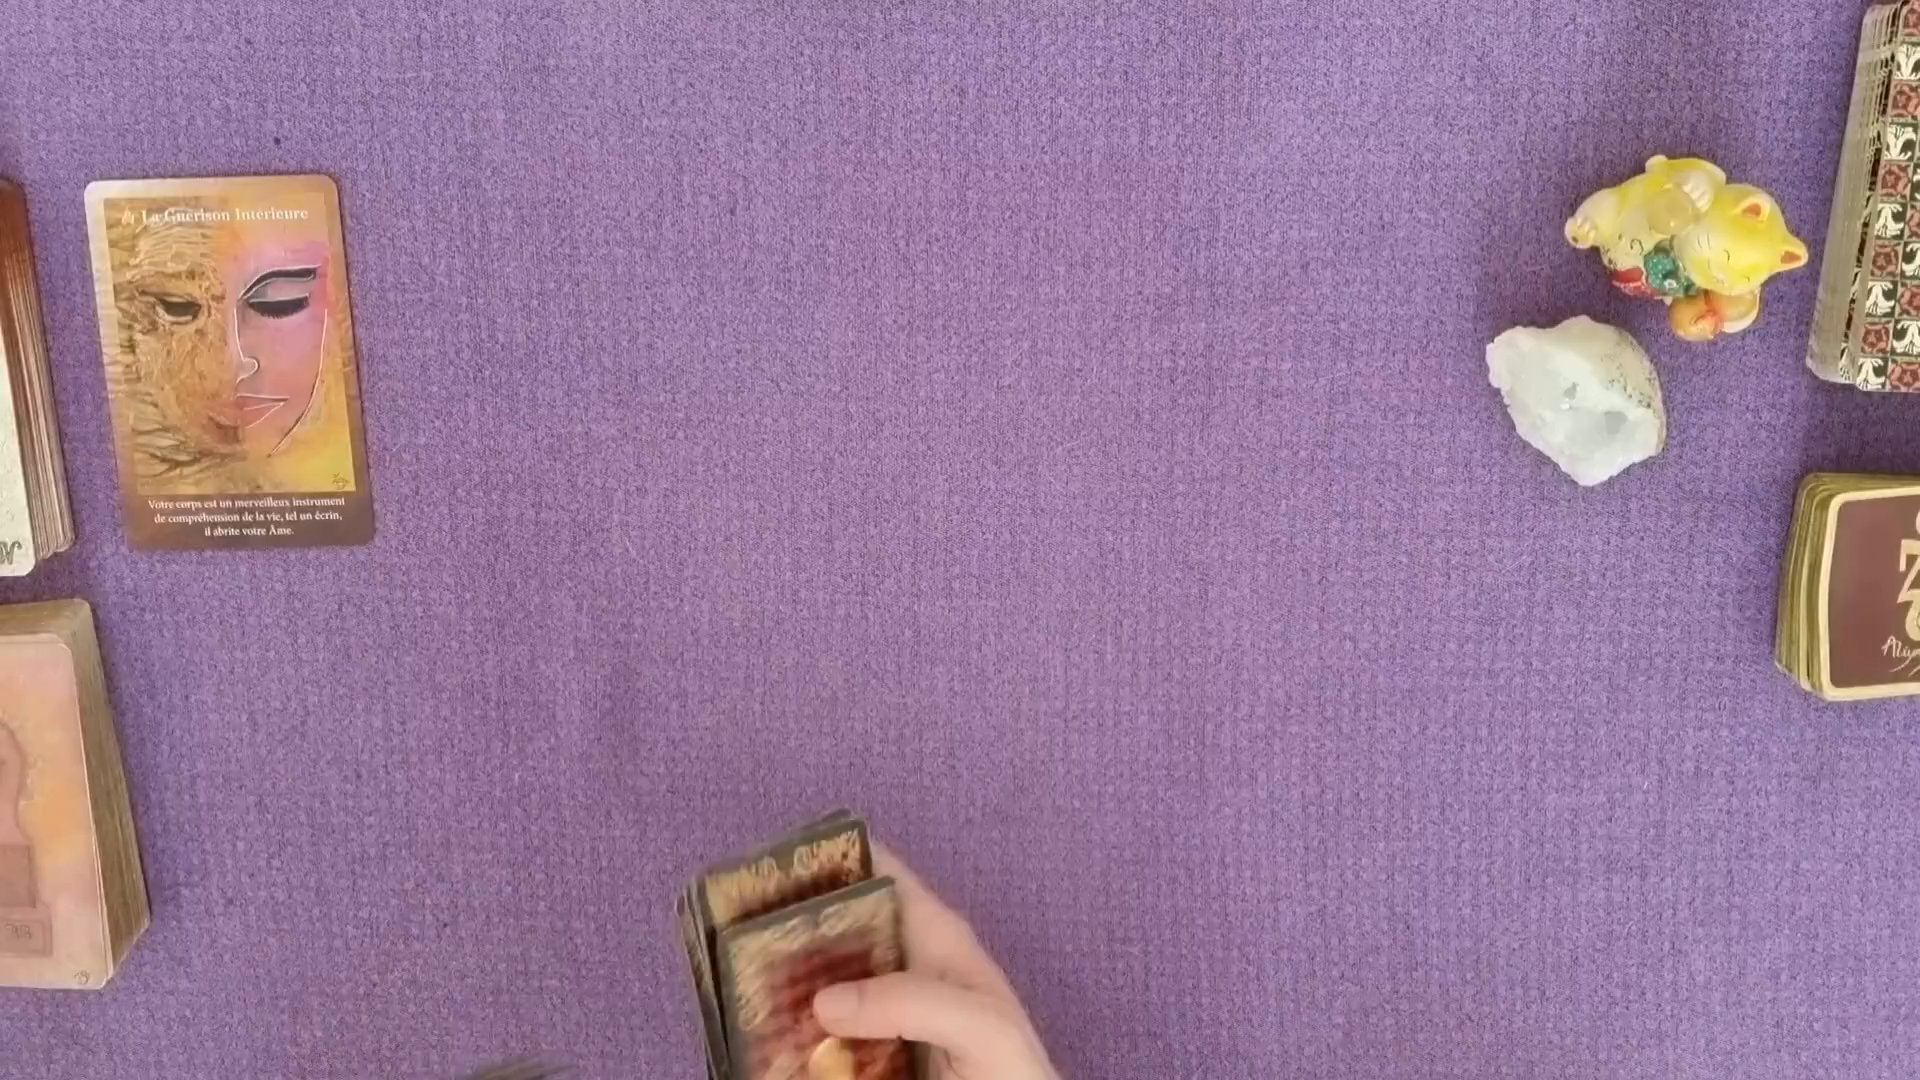 La Guérison Intérieure
Votre corps est un merveilleux instrument
de compréhension de la vie, tel un écrin,
il abrite votre Âme.